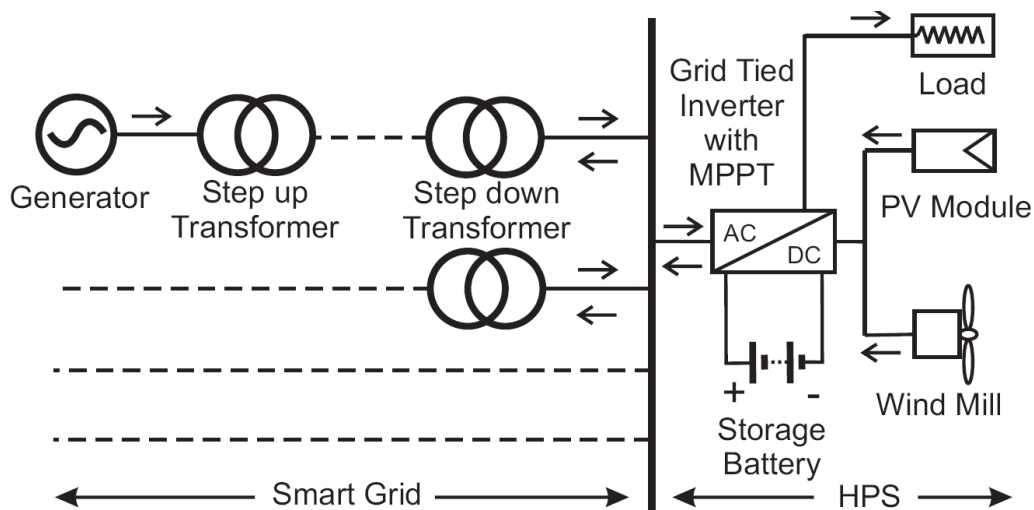 Generator
Step up
Transformer
Step down
Transformer
Grid Tied
Inverter
with
MPPT
Load
PV Module
AC
DC
+ -
Storage
Battery
Wind Mill
Smart Grid
HPS